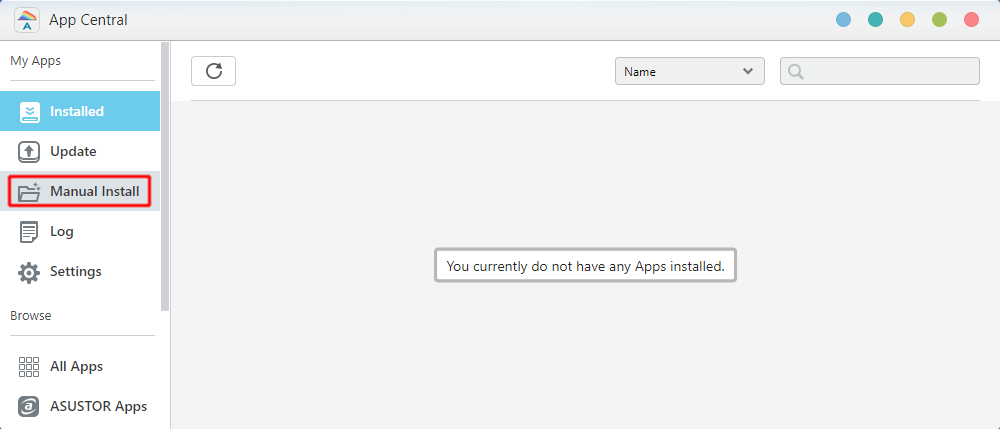 App Central
My Apps
Installed
Update
Manual Install
Log
Settings
Browse
All Apps
ASUSTOR Apps
Name
You currently do not have any Apps installed.